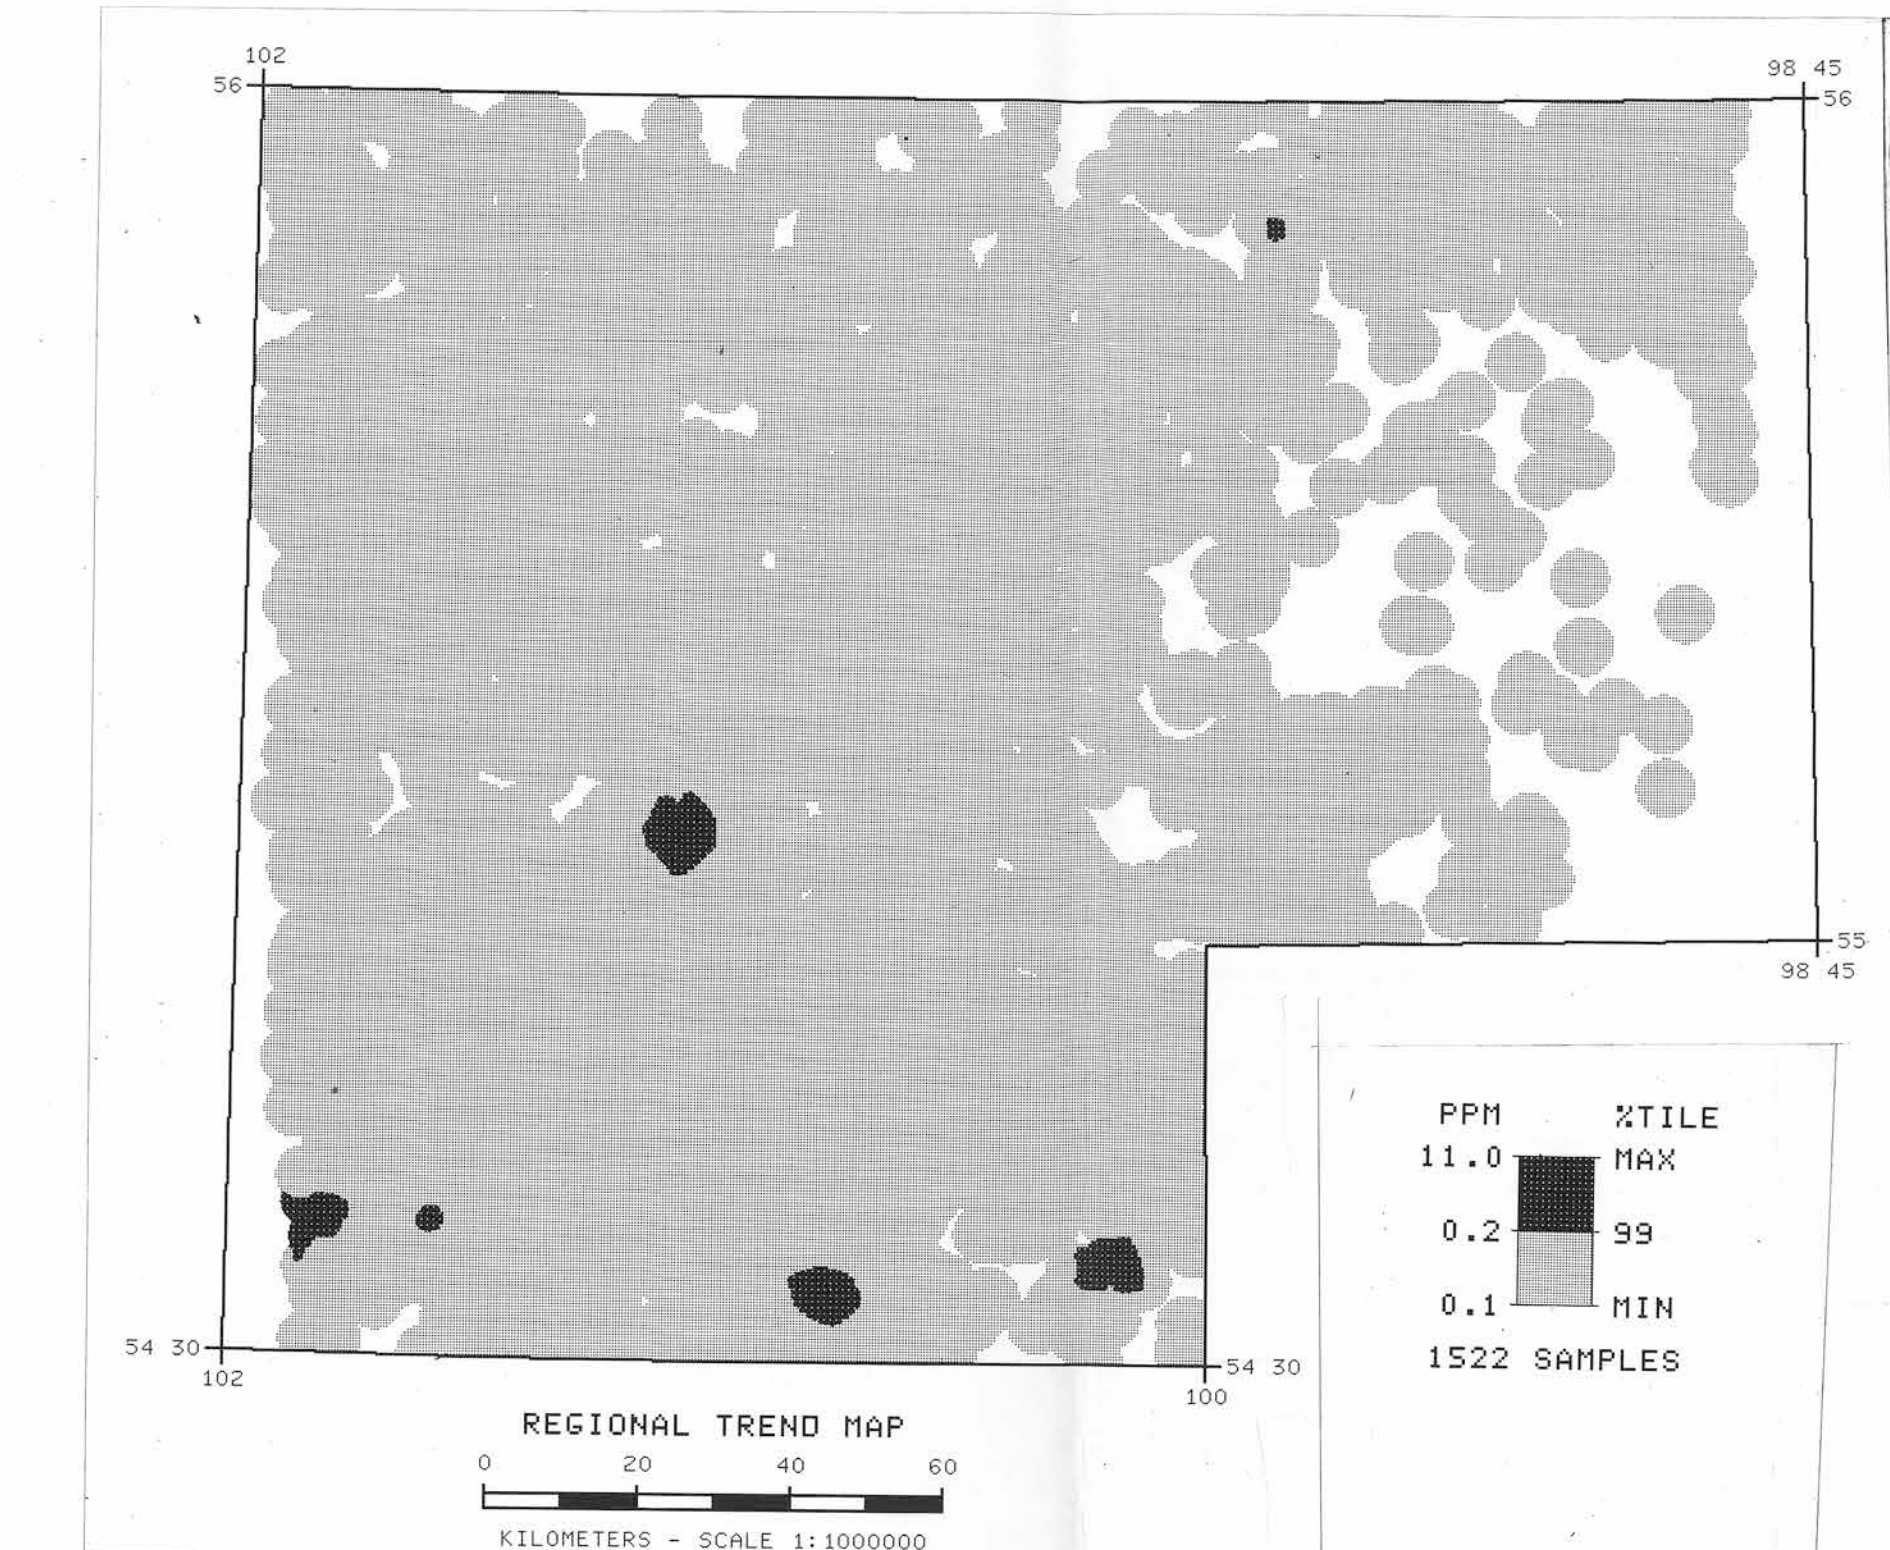 102
98 45
56
56
55
98 45
PPM %TILE
11.0 MAX
0.2 99
0.1 MIN
1522 SAMPLES
54 30
54 30
102
100
REGIONAL TREND MAP
0 20 40 60
KILOMETERS - SCALE 1:1000000